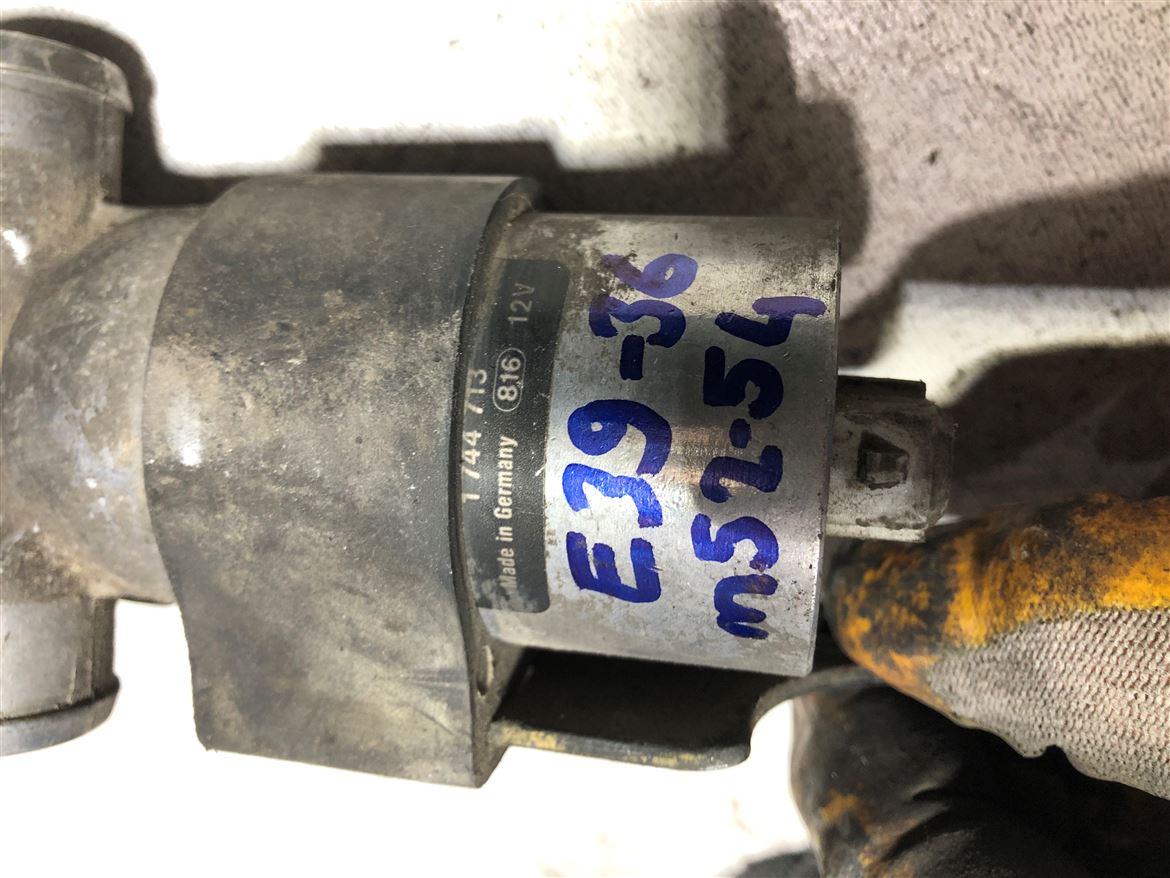 1 744 713 (816) 12V
Made in Germany
E39-36
m52-54